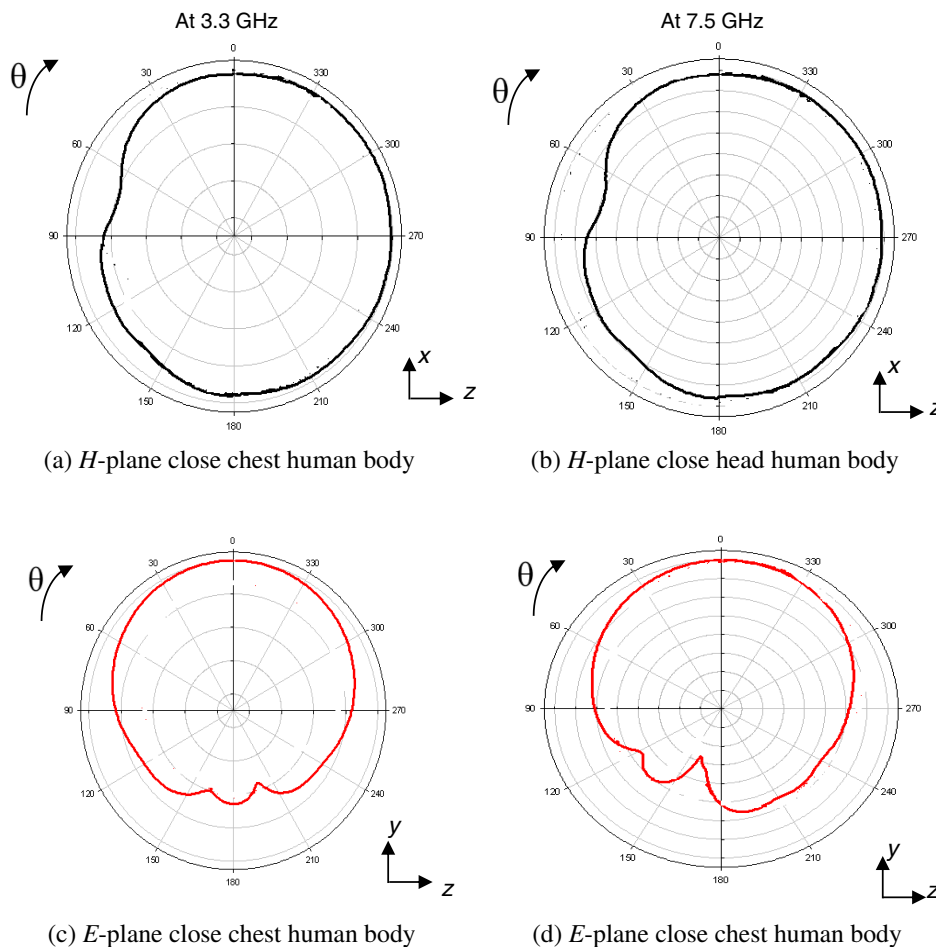 At 3.3 GHz
At 7.5 GHz
θ
0
30
330
60
300
90
270
120
240
150
210
180
x
z
θ
0
30
330
60
300
90
270
120
240
150
210
180
x
z
(a) H-plane close chest human body
(b) H-plane close head human body
θ
0
30
330
60
300
90
270
120
240
150
210
180
y
z
θ
0
30
330
60
300
90
270
120
240
150
210
180
y
z
(c) E-plane close chest human body
(d) E-plane close chest human body